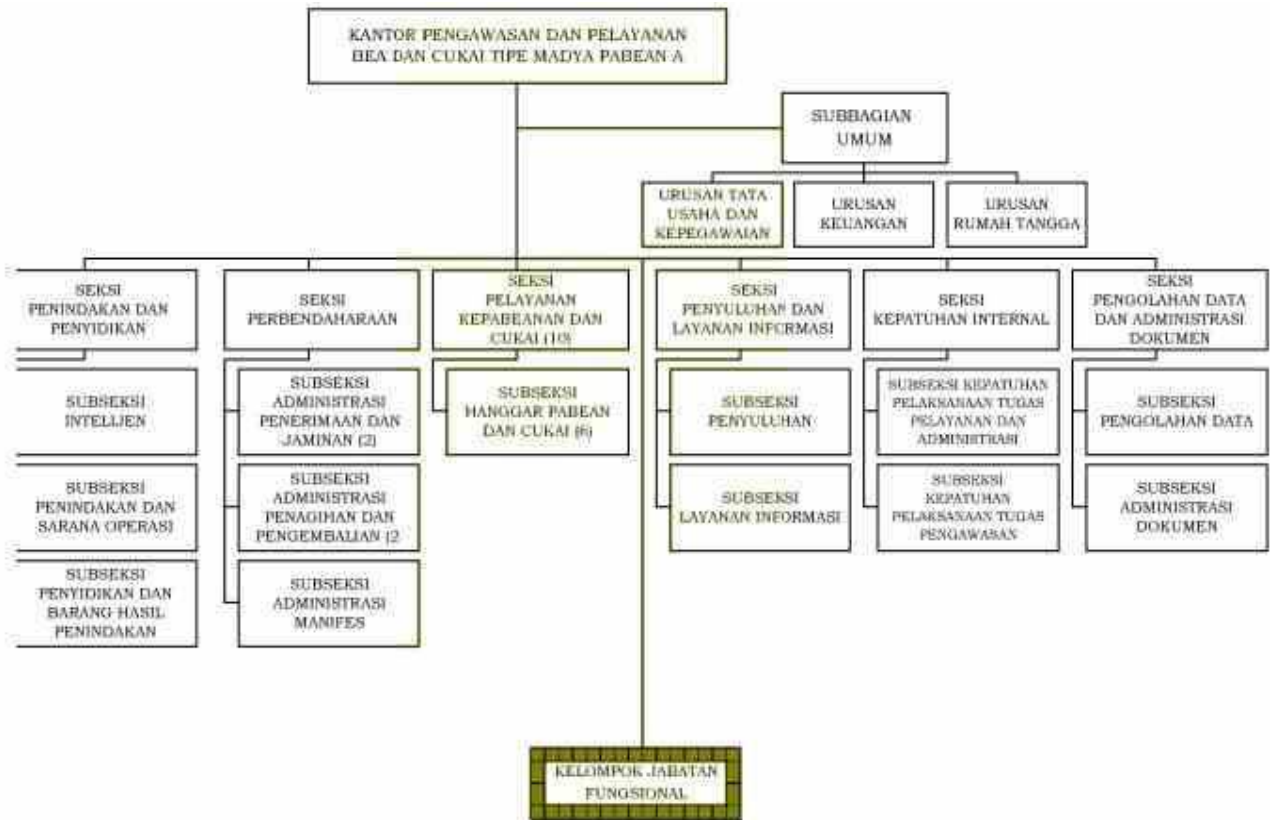 KANTOR PENGAWASAN DAN PELAYANAN
BEA DAN CUKAI TIPE MADYA PABEAN A
SUBBAGIAN
UMUM
URUSAN TATA
USAHA DAN
KEPEGAWAIAN
URUSAN
KEUANGAN
URUSAN
RUMAH TANGGA
SEKSI
PENINDAKAN DAN
PENYIDIKAN
SEKSI
PERBENDAHARAAN
SEKSI
PELAYANAN
KEPABEANAN DAN
CUKAI (10)
SEKSI
PENYULUHAN DAN
LAYANAN INFORMASI
SEKSI
KEPATUHAN INTERNAL
SEKSI
PENGOLAHAN DATA
DAN ADMINISTRASI
DOKUMEN
SUBSEKSI
INTELIJEN
SUBSEKSI
ADMINISTRASI
PENERIMAAN DAN
JAMINAN (2)
SUBSEKSI
HANGGAR PABEAN
DAN CUKAI (6)
SUBSEKSI
PENYULUHAN
SUBSEKSI KEPATUHAN
PELAKSANAAN TUGAS
PELAYANAN DAN
ADMINISTRASI
SUBSEKSI
PENGOLAHAN DATA
SUBSEKSI
PENINDAKAN DAN
SARANA OPERASI
SUBSEKSI
ADMINISTRASI
PENAGIHAN DAN
PENGEMBALIAN (2
SUBSEKSI
LAYANAN INFORMASI
SUBSEKSI
KEPATUHAN
PELAKSANAAN TUGAS
PENGAWASAN
SUBSEKSI
ADMINISTRASI
DOKUMEN
SUBSEKSI
PENYIDIKAN DAN
BARANG HASIL
PENINDAKAN
SUBSEKSI
ADMINISTRASI
MANIFES
KELOMPOK JABATAN
FUNGSIONAL